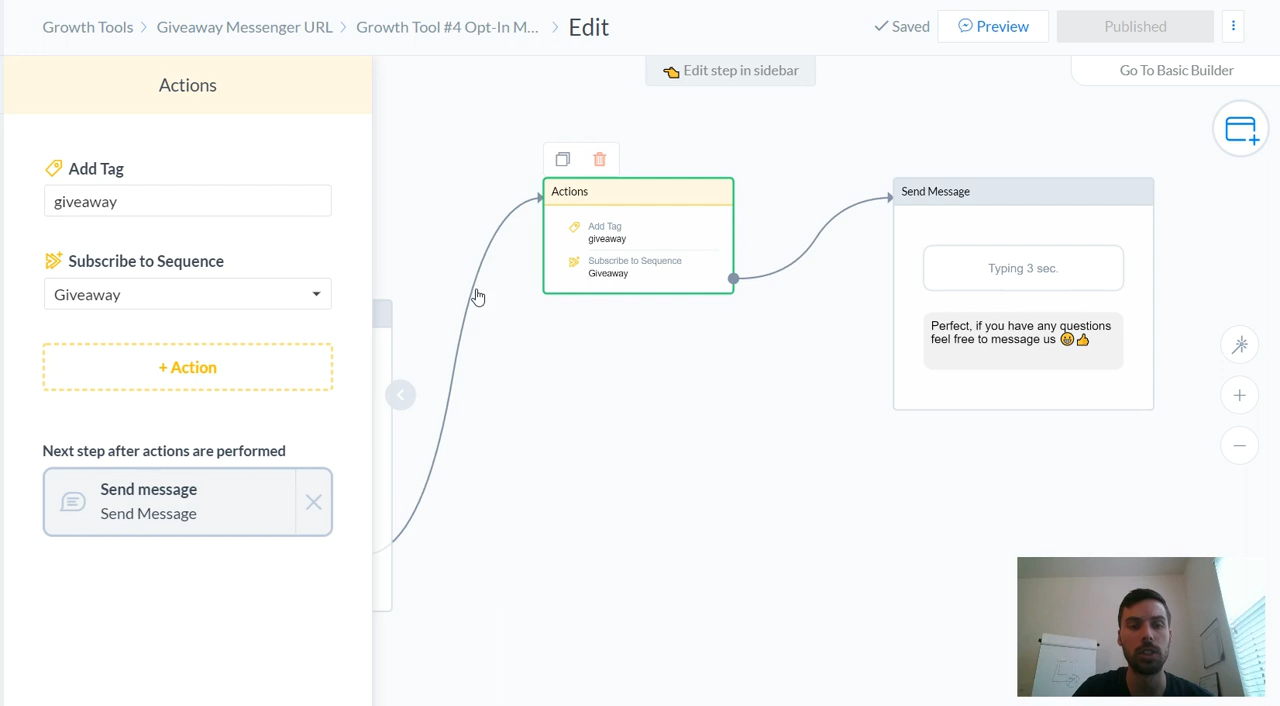 Growth Tools > Giveaway Messenger URL > Growth Tool #4 Opt-In M... > Edit
Saved
Preview
Published
Actions
Edit step in sidebar
Go To Basic Builder
Add Tag
giveaway
Subscribe to Sequence
Giveaway
+ Action
Next step after actions are performed
Send message
Send Message
Actions
Add Tag
giveaway
Subscribe to Sequence
Giveaway
Send Message
Typing 3 sec.
Perfect, if you have any questions
feel free to message us 😀👍